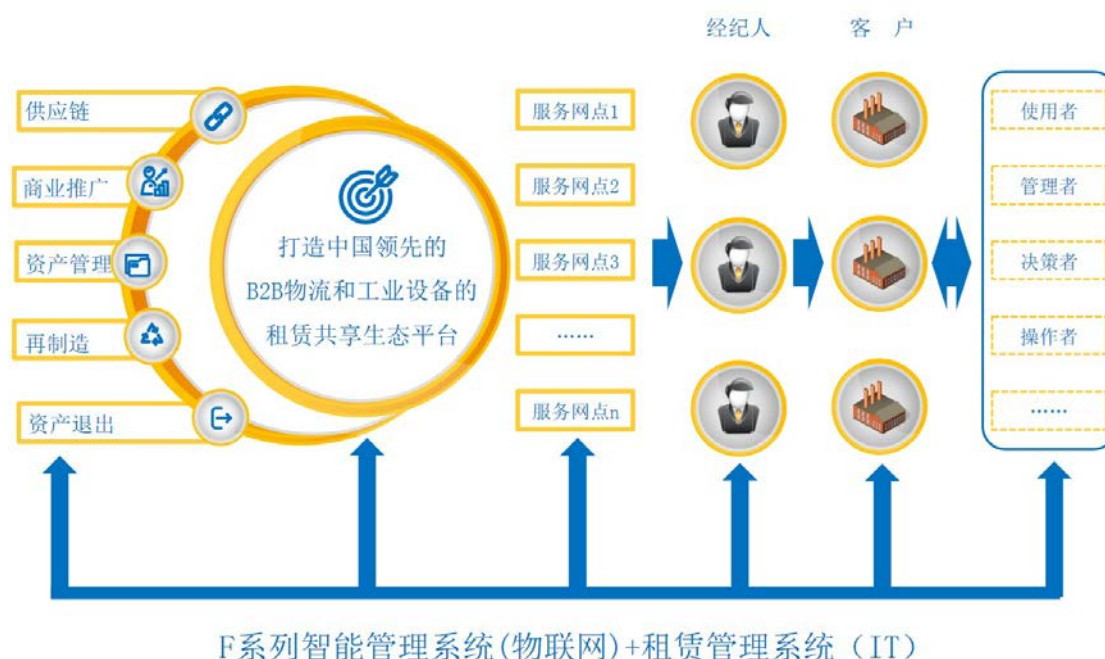 经纪人
客 户
供应链
商业推广
资产管理
再制造
资产退出
打造中国领先的
B2B物流和工业设备的
租赁共享生态平台
服务网点1
服务网点2
服务网点3
……
服务网点n
使用者
管理者
决策者
操作者
……
F系列智能管理系统(物联网)+租赁管理系统（IT）